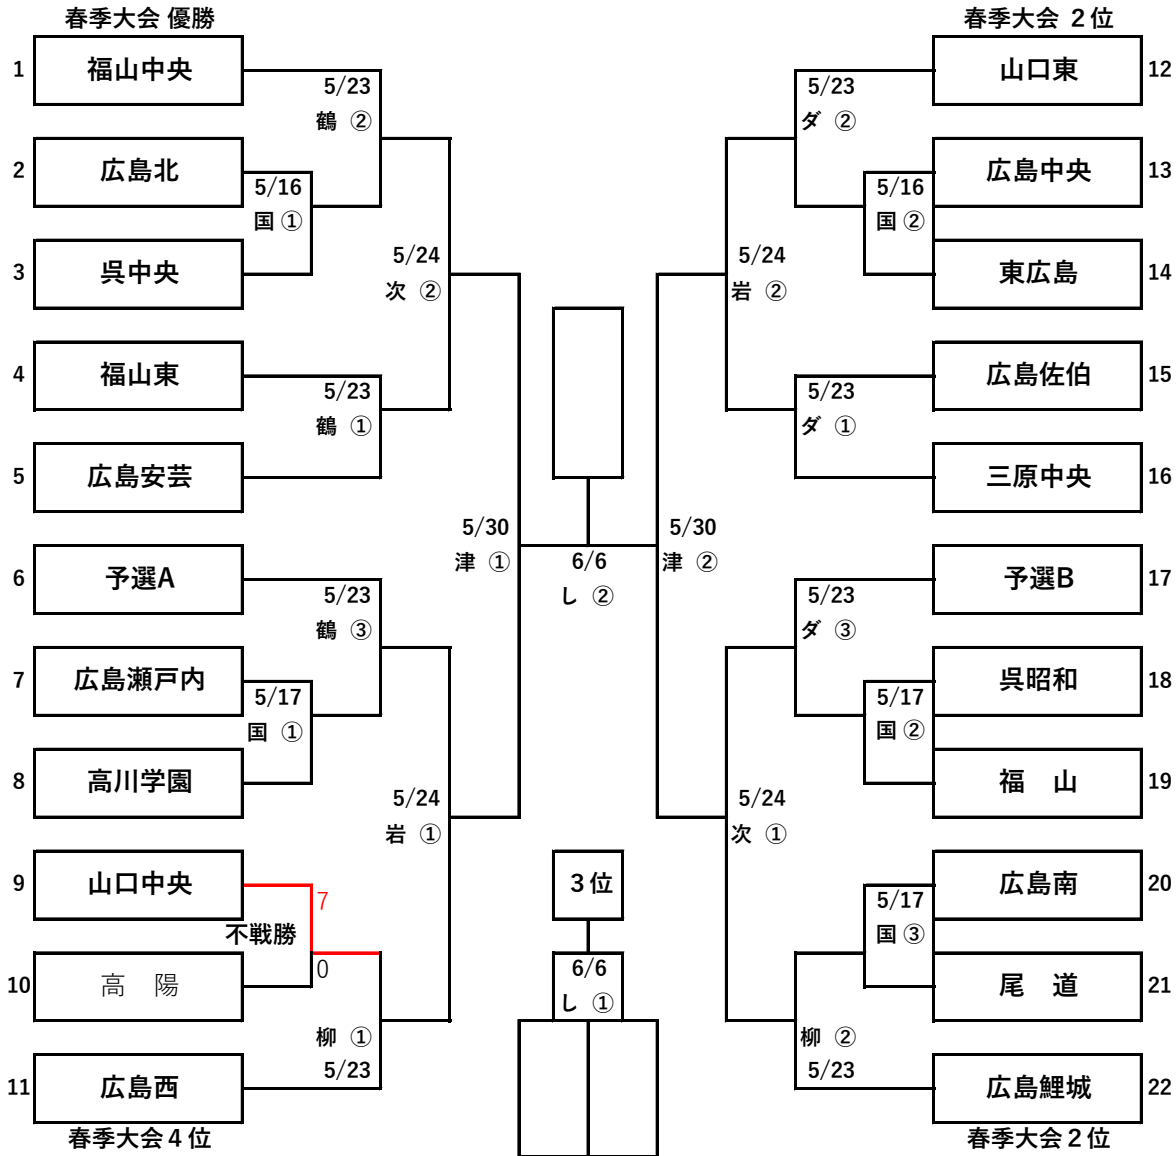 春季大会 優勝
1 福山中央
5/23
鶴 ②
2 広島北
5/16
国 ①
3 呉中央
5/24
次 ②
4 福山東
5/23
鶴 ①
5 広島安芸
5/30
津 ①
6 予選A
5/23
鶴 ③
7 広島瀬戸内
5/17
国 ①
8 高川学園
5/24
岩 ①
9 山口中央
7
不戦勝
0
10 高 陽
柳 ①
5/23
11 広島西
春季大会４位
6/6
し ②
３位
6/6
し ①
春季大会 ２位
山口東 12
5/23
ダ ②
広島中央 13
5/16
国 ②
東広島 14
5/24
岩 ②
広島佐伯 15
5/23
ダ ①
三原中央 16
5/30
津 ②
予選B 17
5/23
ダ ③
呉昭和 18
5/17
国 ②
福 山 19
5/24
次 ①
広島南 20
5/17
国 ③
尾 道 21
柳 ②
5/23
広島鯉城 22
春季大会２位